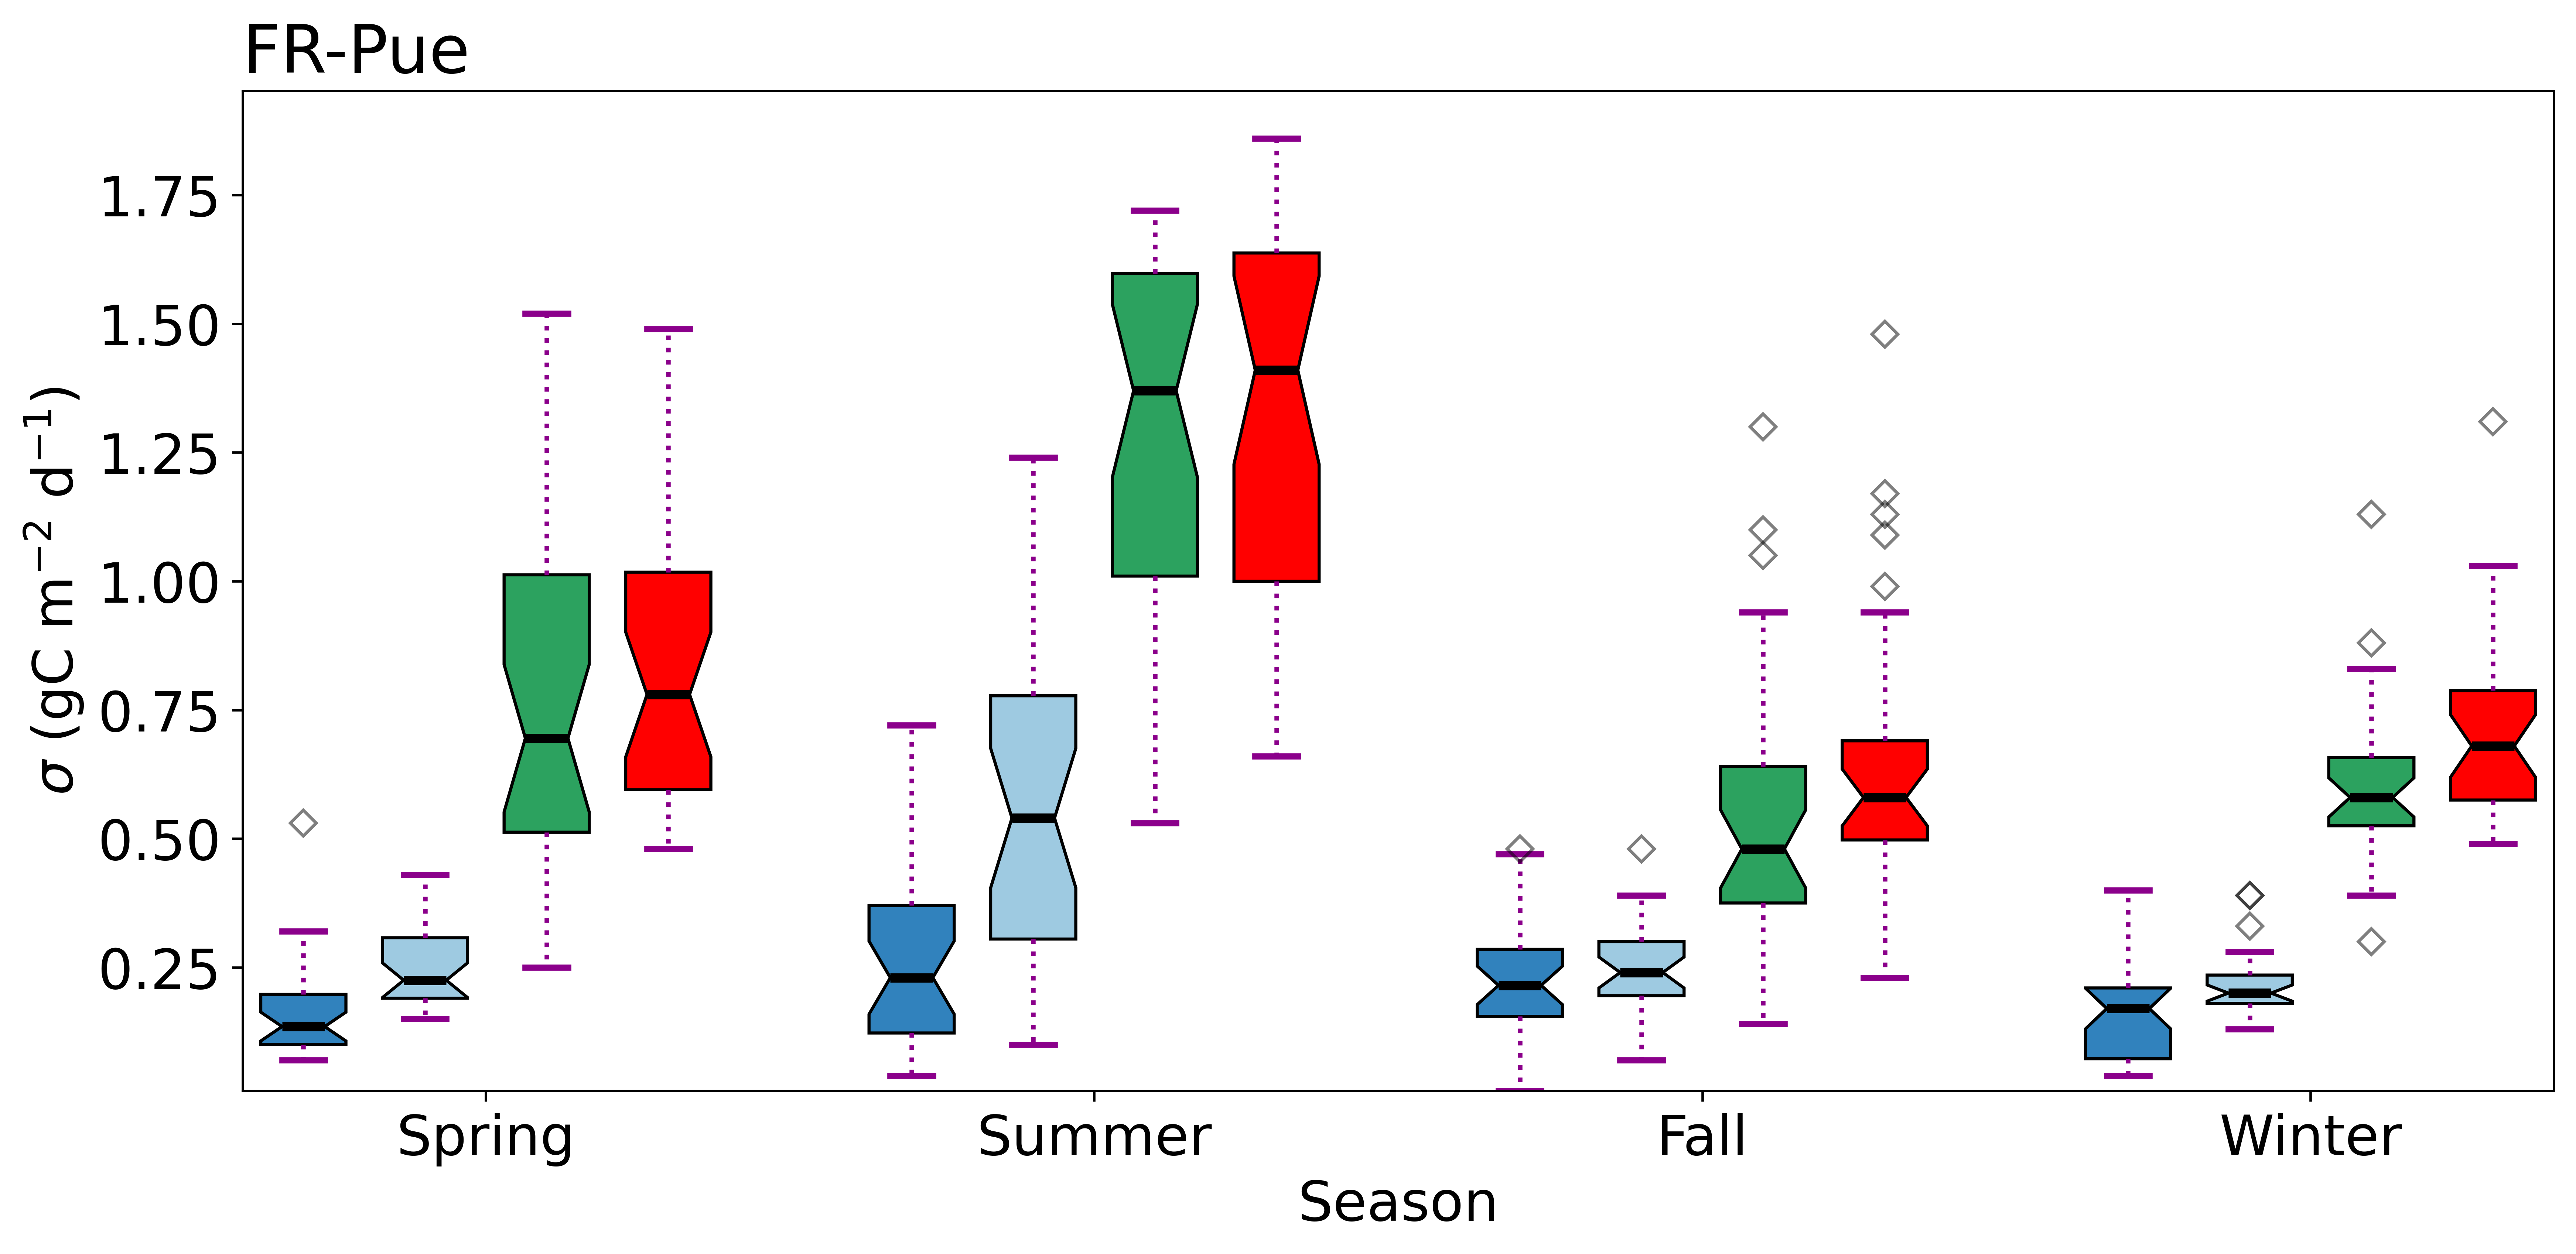 FR-Pue
σ (gC m⁻² d⁻¹)
1.75
1.50
1.25
1.00
0.75
0.50
0.25
Spring Summer Fall Winter
Season